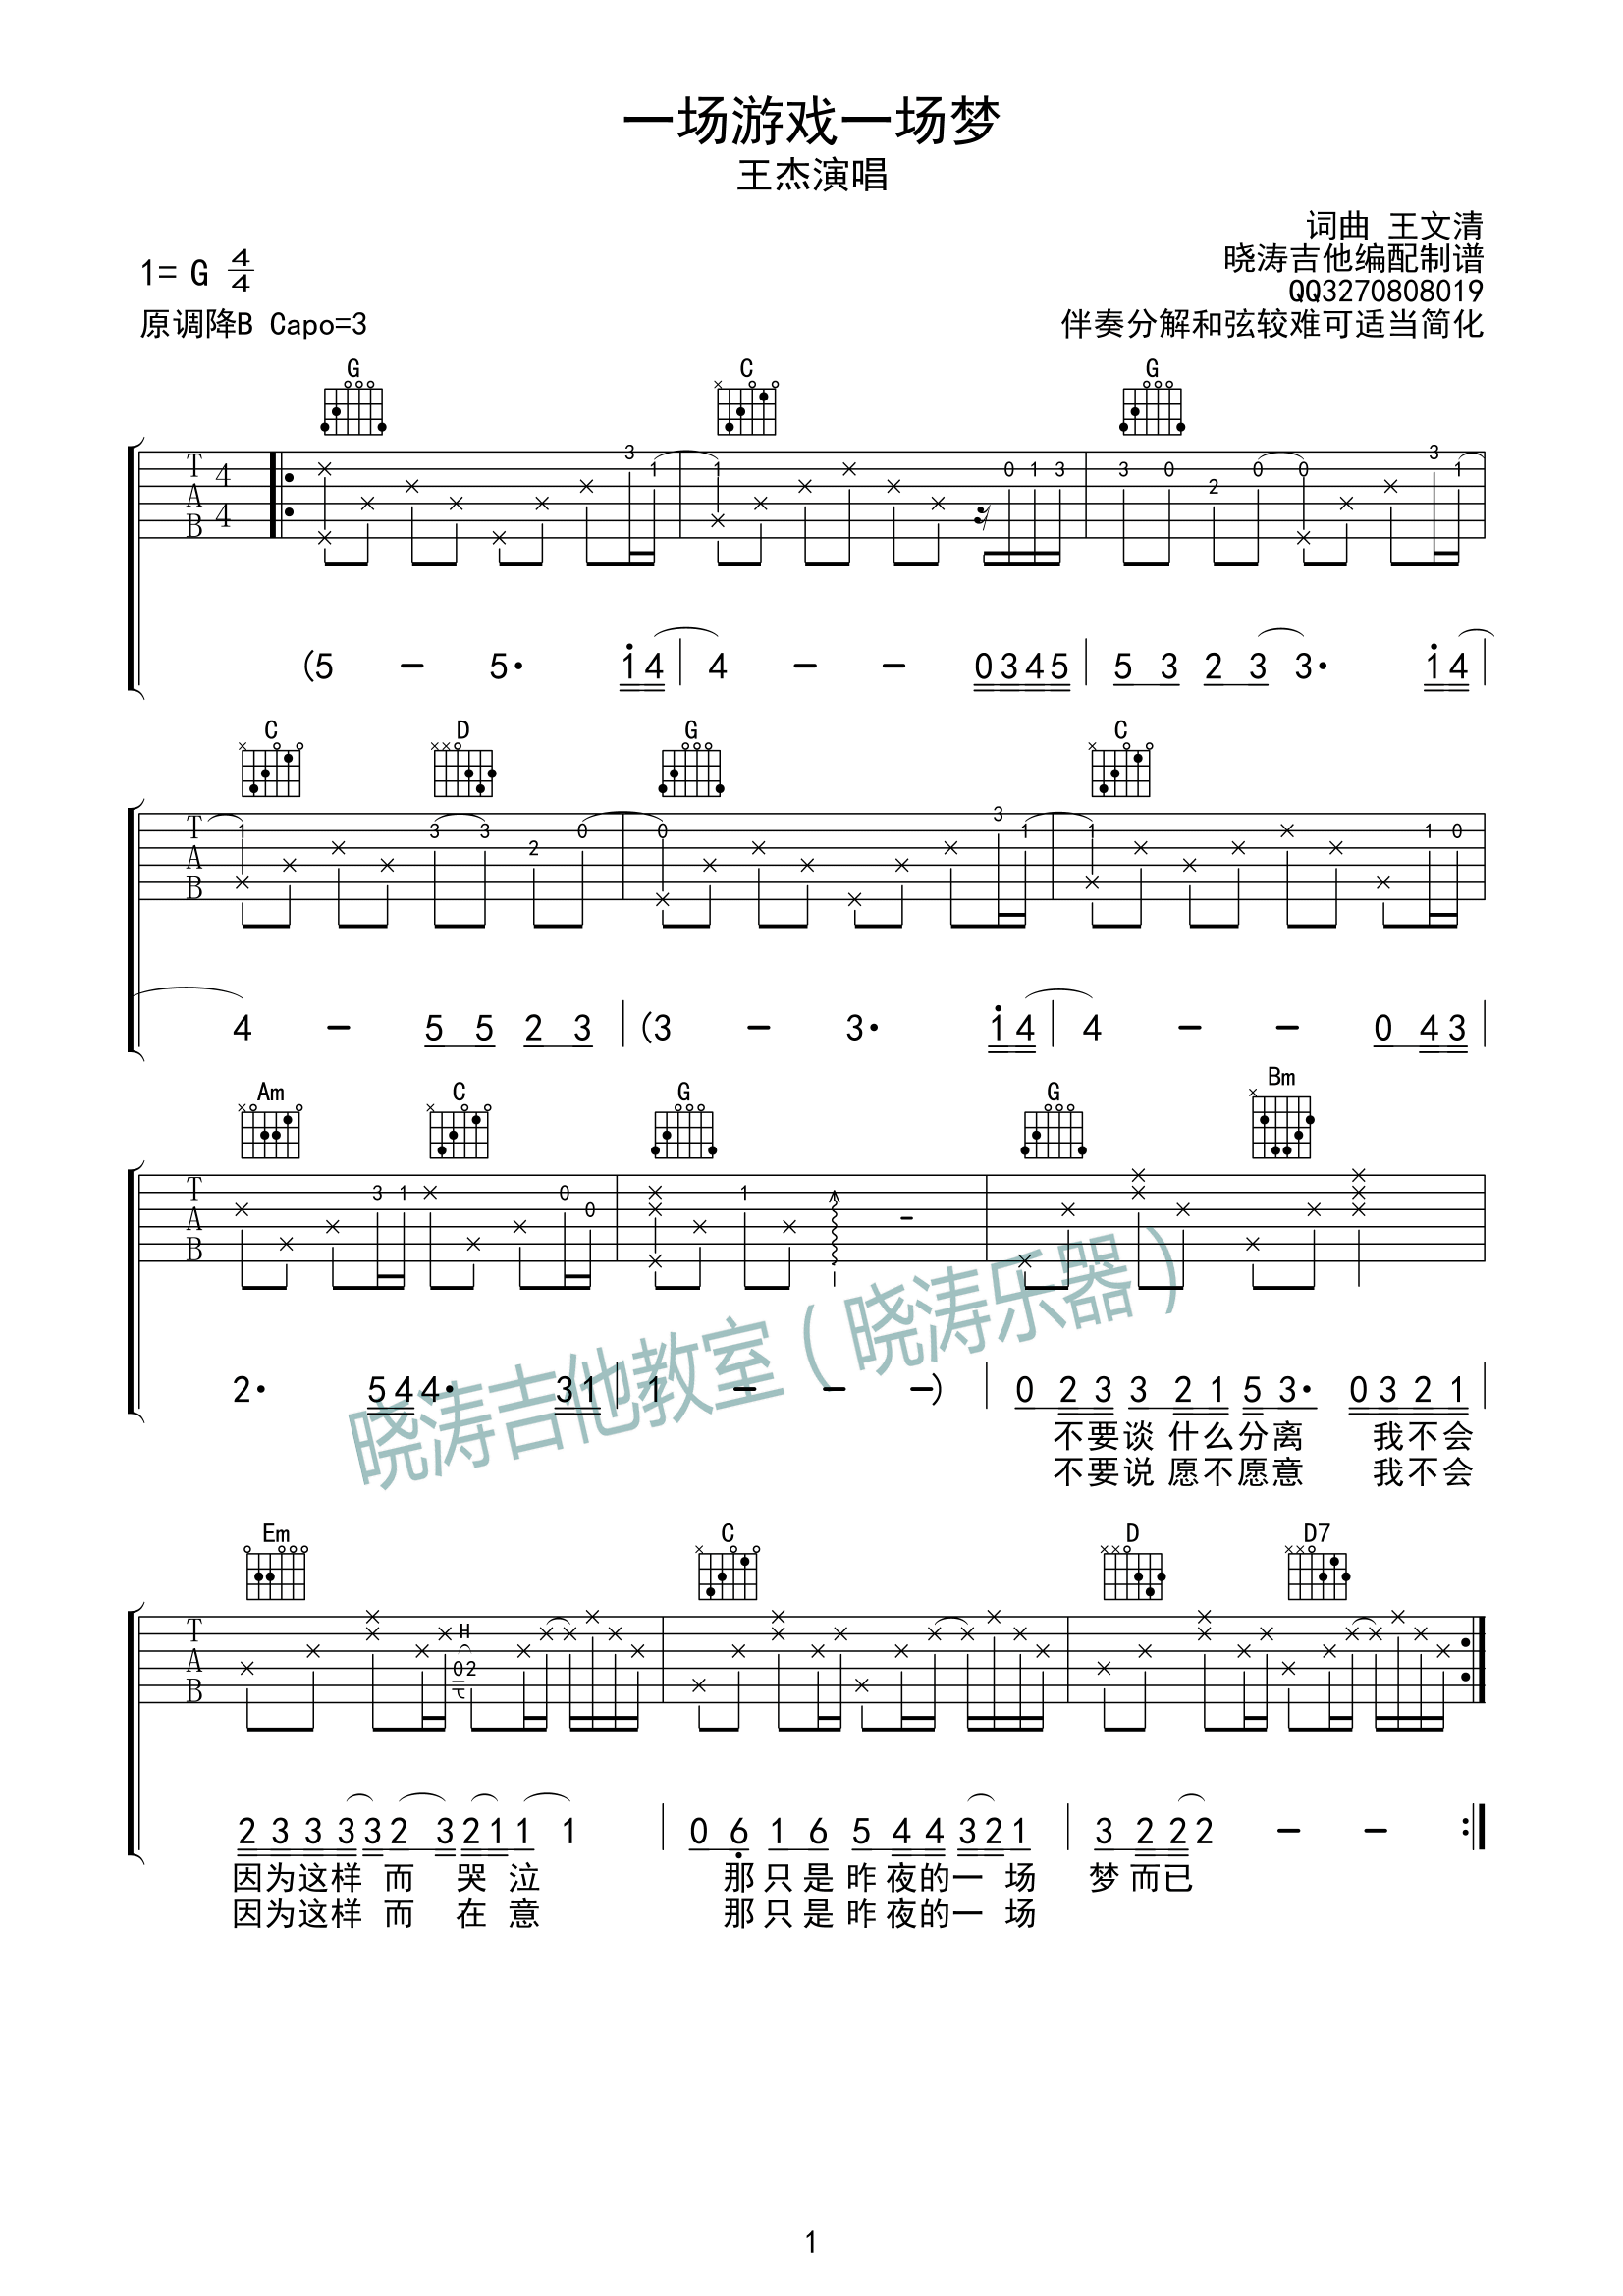 一场游戏一场梦
王杰演唱
词曲 王文清
晓涛吉他编配制谱
QQ3270808019
伴奏分解和弦较难可适当简化
1= G 4/4
原调降B Capo=3
G C G
T A B 4 4 3 1 1 0 1 3 3 0 2 0 0 3 1
(5 – 5· 1 4 | 4 – – 0 3 4 5 | 5 3 2 3 3· 1 4 |
C D G C
T A B 1 3 3 2 0 0 3 1 1 1 0
4 – 5 5 2 3 | (3 – 3· 1 4 | 4 – – 0 4 3 |
Am C G G Bm
T A B 3 1 0 0 1 –
2· 5 4 4· 3 1 | 1 – – –) | 0 2 3 3 2 1 5 3· 0 3 2 1 |
不要谈 什么分离 我不会
不要说 愿不愿意 我不会
Em C D D7
T A B H 0 2
2 3 3 3 3 2 3 2 1 1 1 | 0 6 1 6 5 4 4 3 2 1 | 3 2 2 2 – – :|
因为这样 而 哭 泣 那 只 是 昨 夜的一 场 梦 而已
因为这样 而 在 意 那 只 是 昨 夜的一 场
晓涛吉他教室(晓涛乐器)
1